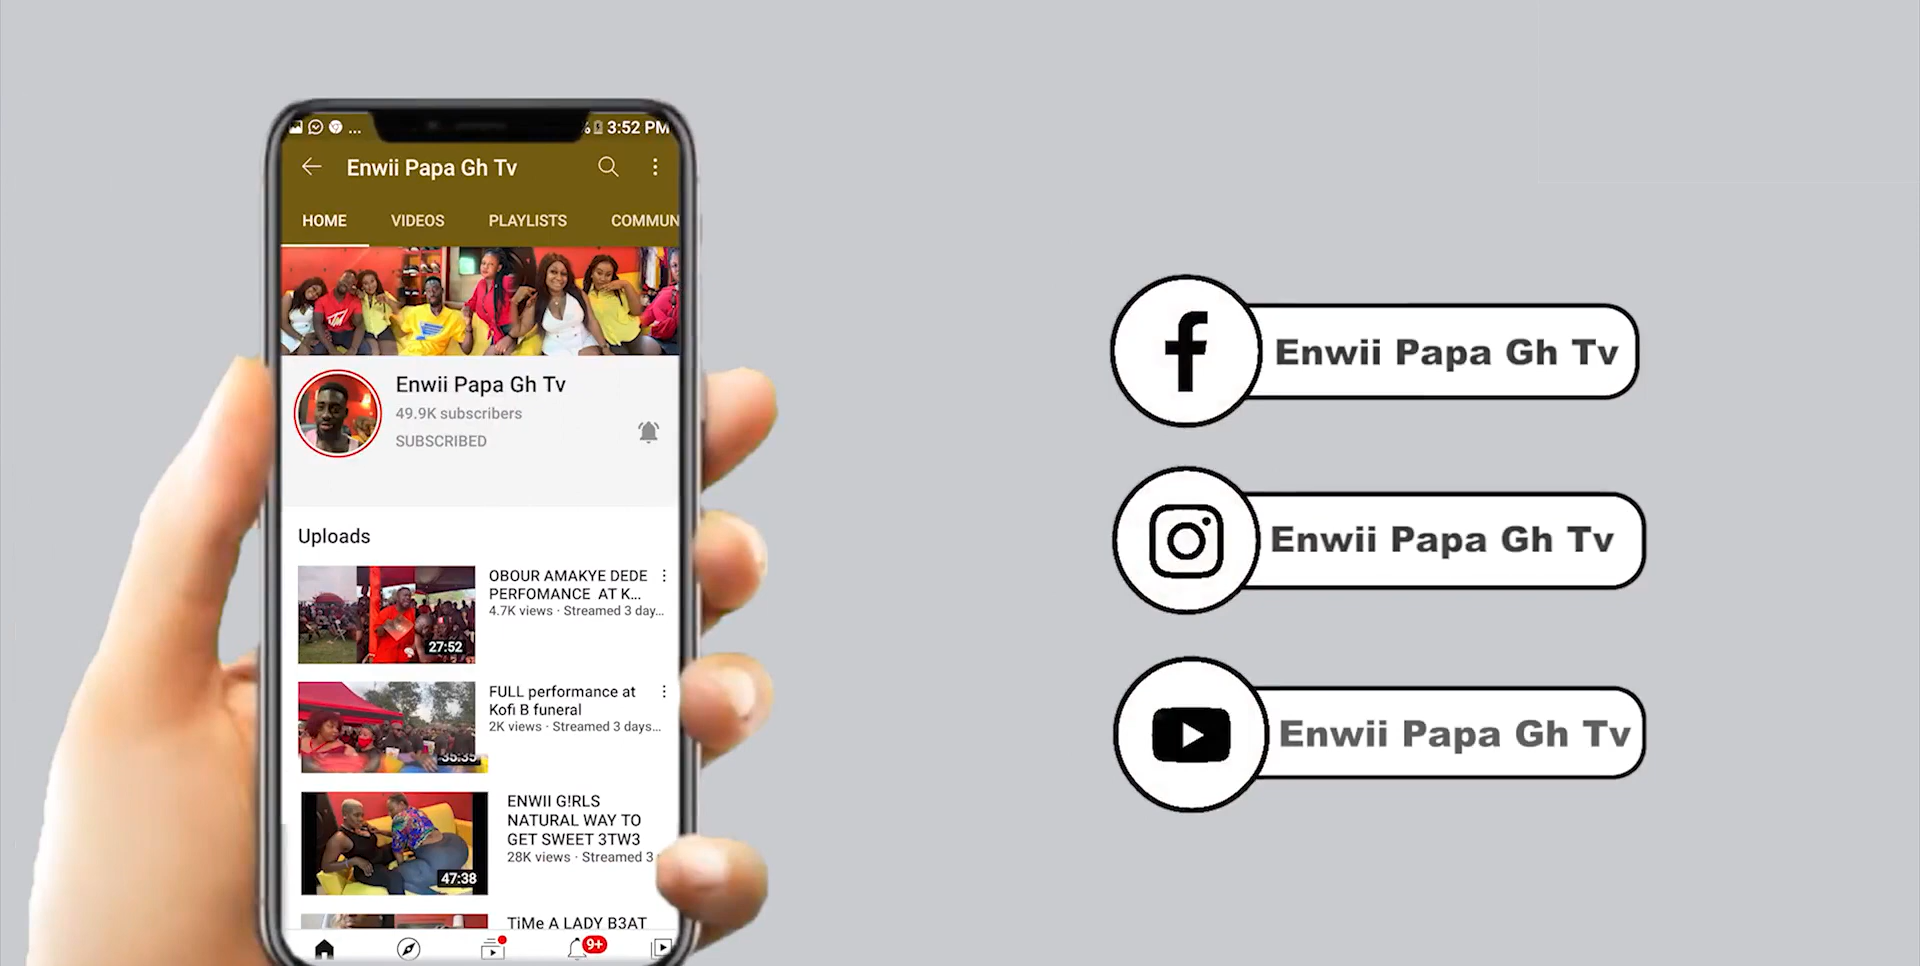 ... 3:52 PM
Enwii Papa Gh Tv
HOME VIDEOS PLAYLISTS COMMUN
Enwii Papa Gh Tv
49.9K subscribers
SUBSCRIBED
Uploads
OBOUR AMAKYE DEDE
PERFOMANCE AT K...
4.7K views · Streamed 3 day...
27:52
FULL performance at
Kofi B funeral
2K views · Streamed 3 days...
35:35
ENWII G!RLS
NATURAL WAY TO
GET SWEET 3TW3
28K views · Streamed 3
47:38
TiMe A LADY B3AT
9+
Enwii Papa Gh Tv
Enwii Papa Gh Tv
Enwii Papa Gh Tv